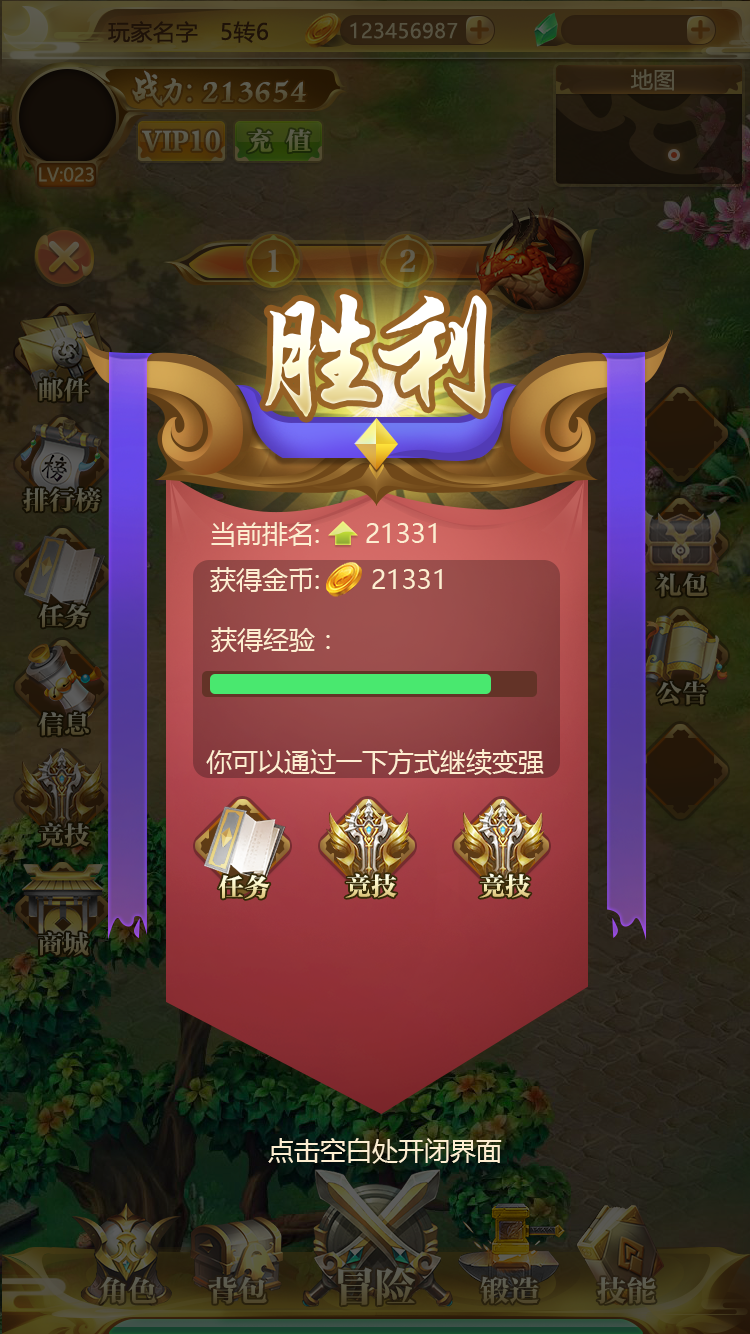 玩家名字 5转6 123456987
战力: 213654
地图
VIP10 充值
LV:023
1 2
胜利
邮件
排行榜
榜
任务
信息
竞技
商城
礼包
公告
当前排名: 21331
获得金币: 21331
获得经验：
你可以通过一下方式继续变强
任务 竞技 竞技
点击空白处开闭界面
角色 背包 冒险 锻造 技能